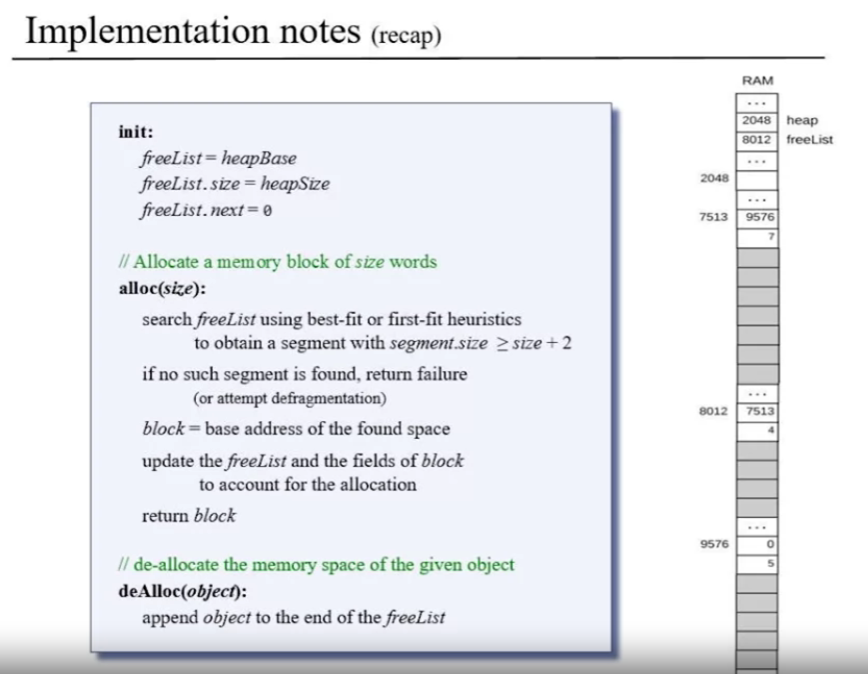 Implementation notes (recap)
init:
freeList = heapBase
freeList.size = heapSize
freeList.next = 0
// Allocate a memory block of size words
alloc(size):
search freeList using best-fit or first-fit heuristics
to obtain a segment with segment.size ≥ size + 2
if no such segment is found, return failure
(or attempt defragmentation)
block = base address of the found space
update the freeList and the fields of block
to account for the allocation
return block
// de-allocate the memory space of the given object
deAlloc(object):
append object to the end of the freeList
RAM
...
2048 heap
8012 freeList
...
2048
...
7513 9576
7
...
8012 7513
4
...
9576 0
5